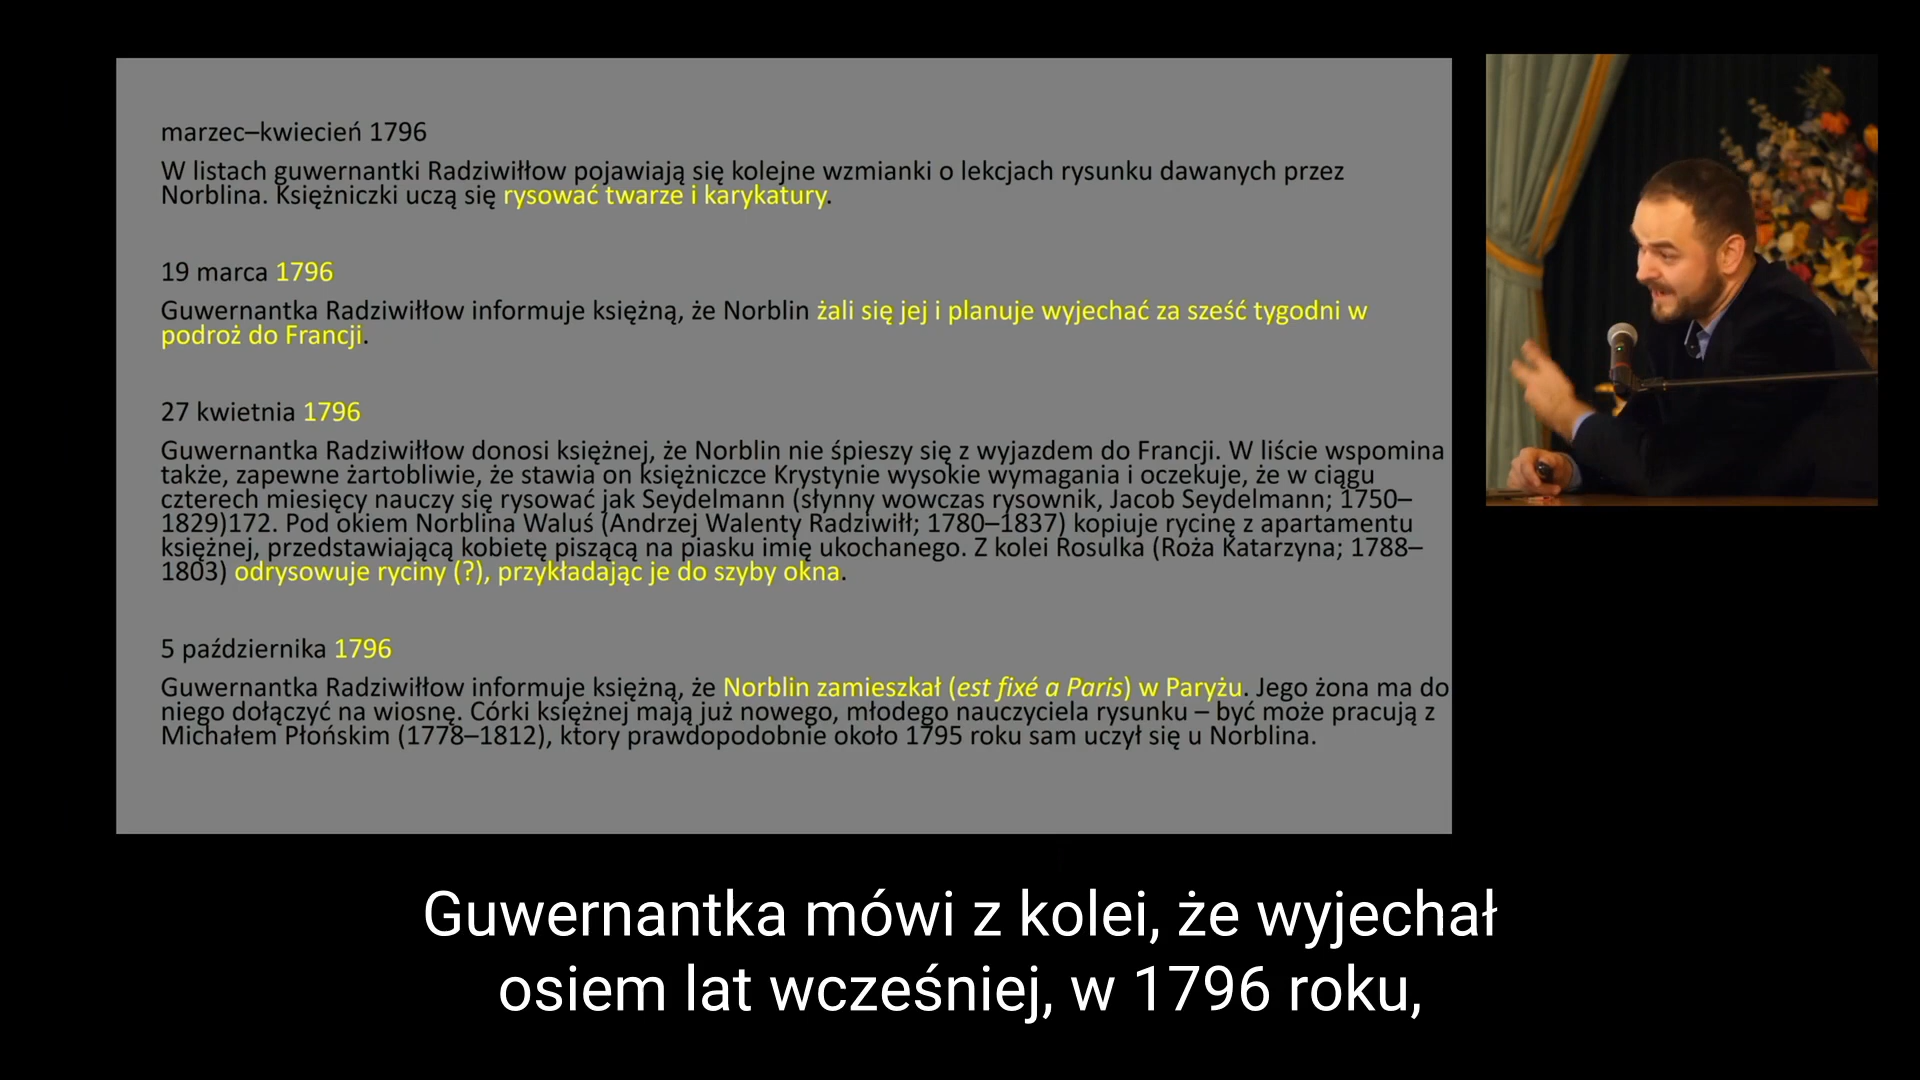 marzec–kwiecień 1796
W listach guwernantki Radziwiłłow pojawiają się kolejne wzmianki o lekcjach rysunku dawanych przez
Norblina. Księżniczki uczą się rysować twarze i karykatury.
19 marca 1796
Guwernantka Radziwiłłow informuje księżną, że Norblin żali się jej i planuje wyjechać za sześć tygodni w
podroż do Francji.
27 kwietnia 1796
Guwernantka Radziwiłłow donosi księżnej, że Norblin nie śpieszy się z wyjazdem do Francji. W liście wspomina
także, zapewne żartobliwie, że stawia on księżniczce Krystynie wysokie wymagania i oczekuje, że w ciągu
czterech miesięcy nauczy się rysować jak Seydelmann (słynny wowczas rysownik, Jacob Seydelmann; 1750–
1829)172. Pod okiem Norblina Waluś (Andrzej Walenty Radziwiłł; 1780–1837) kopiuje rycinę z apartamentu
księżnej, przedstawiającą kobietę piszącą na piasku imię ukochanego. Z kolei Rosulka (Roża Katarzyna; 1788–
1803) odrysowuje ryciny (?), przykładając je do szyby okna.
5 października 1796
Guwernantka Radziwiłłow informuje księżną, że Norblin zamieszkał (est fixé a Paris) w Paryżu. Jego żona ma do
niego dołączyć na wiosnę. Córki księżnej mają już nowego, młodego nauczyciela rysunku – być może pracują z
Michałem Płońskim (1778–1812), ktory prawdopodobnie około 1795 roku sam uczył się u Norblina.
Guwernantka mówi z kolei, że wyjechał
osiem lat wcześniej, w 1796 roku,